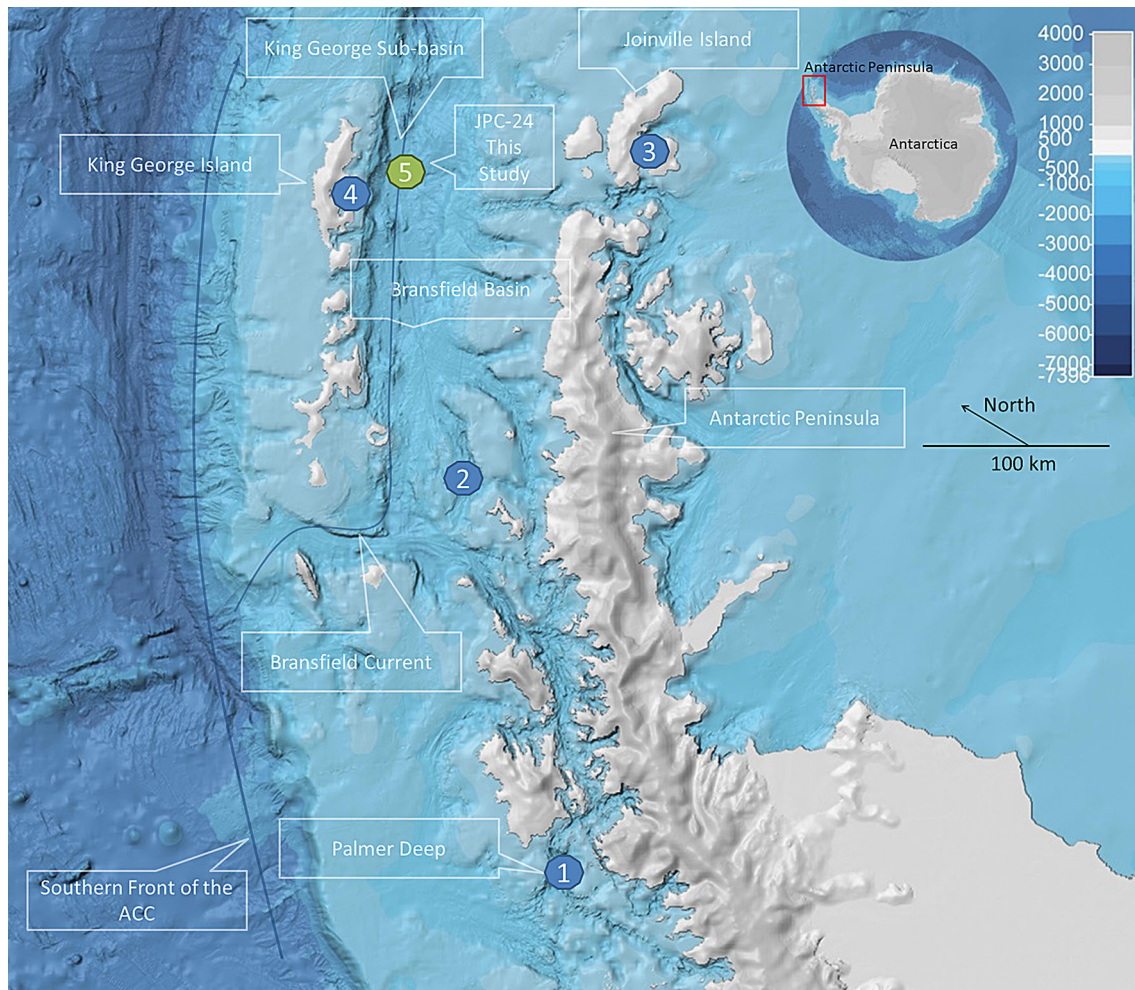 King George Sub-basin
Joinville Island
Antarctic Peninsula
Antarctica
4000
3000
2000
1000
500
0
-500
-1000
-2000
-3000
-4000
-5000
-6000
-7000
-7396
King George Island
JPC-24
This
Study
5
4
3
Bransfield Basin
Antarctic Peninsula
North
100 km
2
Bransfield Current
Palmer Deep
1
Southern Front of the
ACC